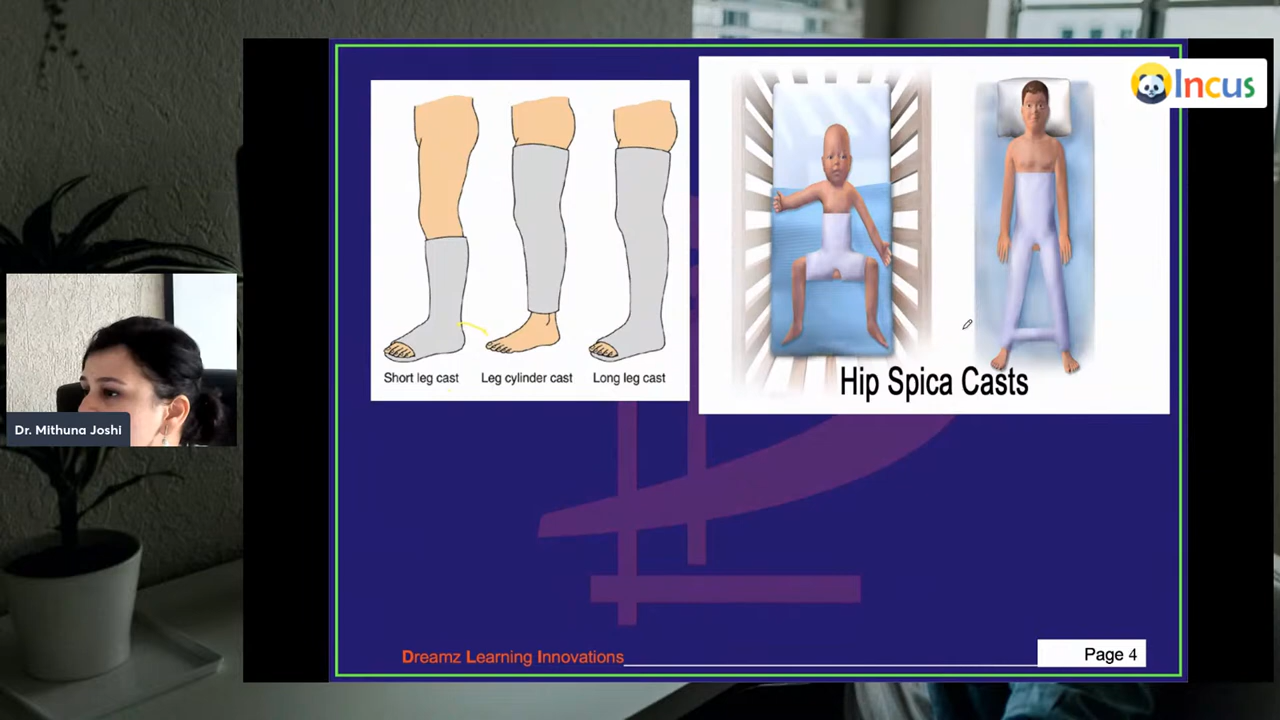 Incus
Short leg cast
Leg cylinder cast
Long leg cast
Hip Spica Casts
Dr. Mithuna Joshi
Dreamz Learning Innovations
Page 4